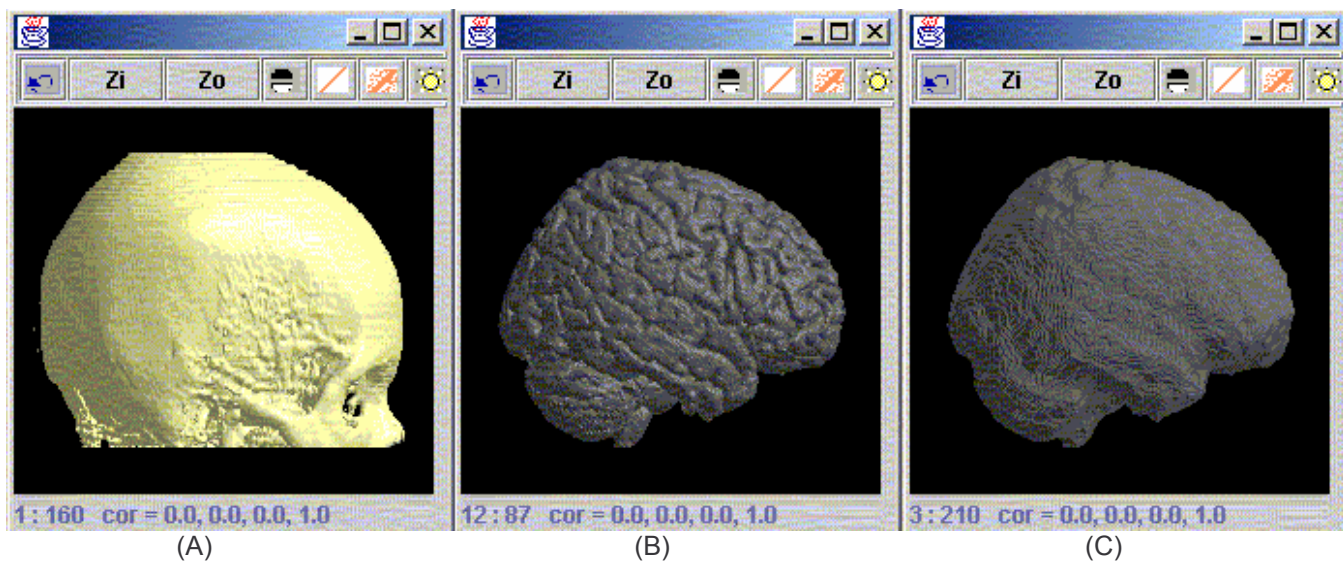 Zi Zo Zi Zo Zi Zo
1 : 160 cor = 0.0, 0.0, 0.0, 1.0 12 : 87 cor = 0.0, 0.0, 0.0, 1.0 3 : 210 cor = 0.0, 0.0, 0.0, 1.0
(A) (B) (C)